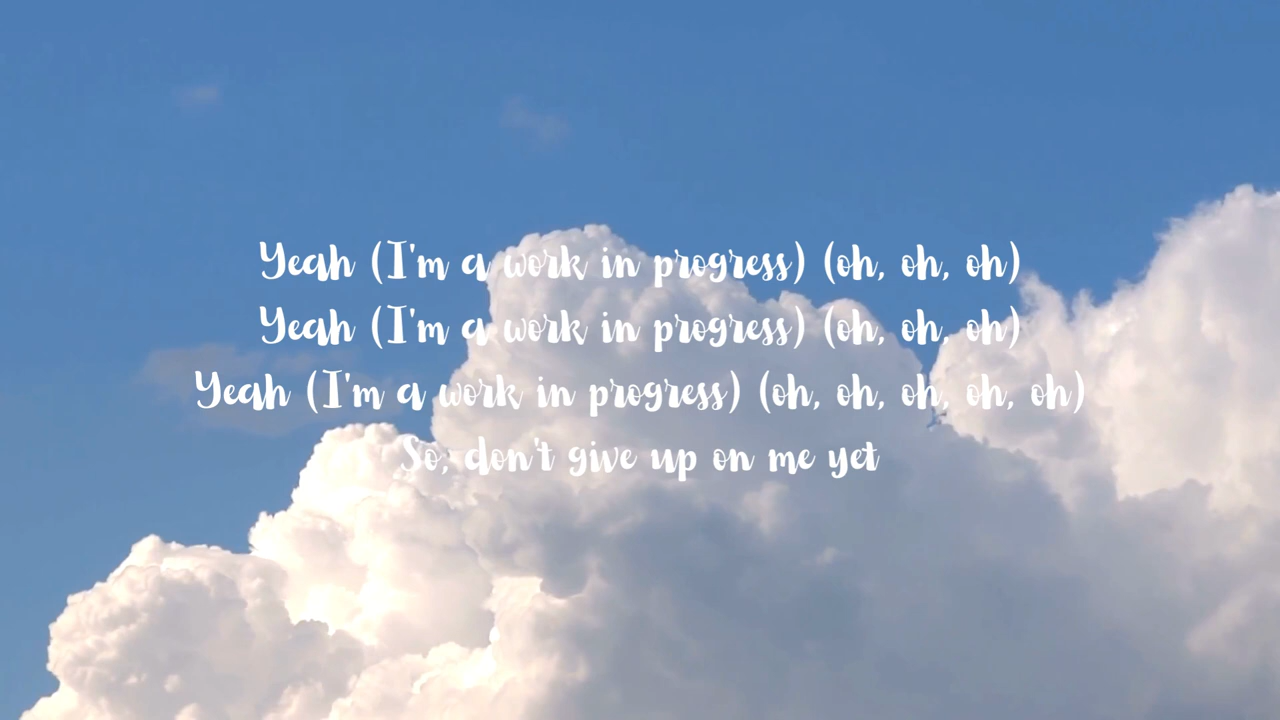 Yeah (I'm a work in progress) (oh, oh, oh)
Yeah (I'm a work in progress) (oh, oh, oh)
Yeah (I'm a work in progress) (oh, oh, oh, oh, oh)
So, don't give up on me yet